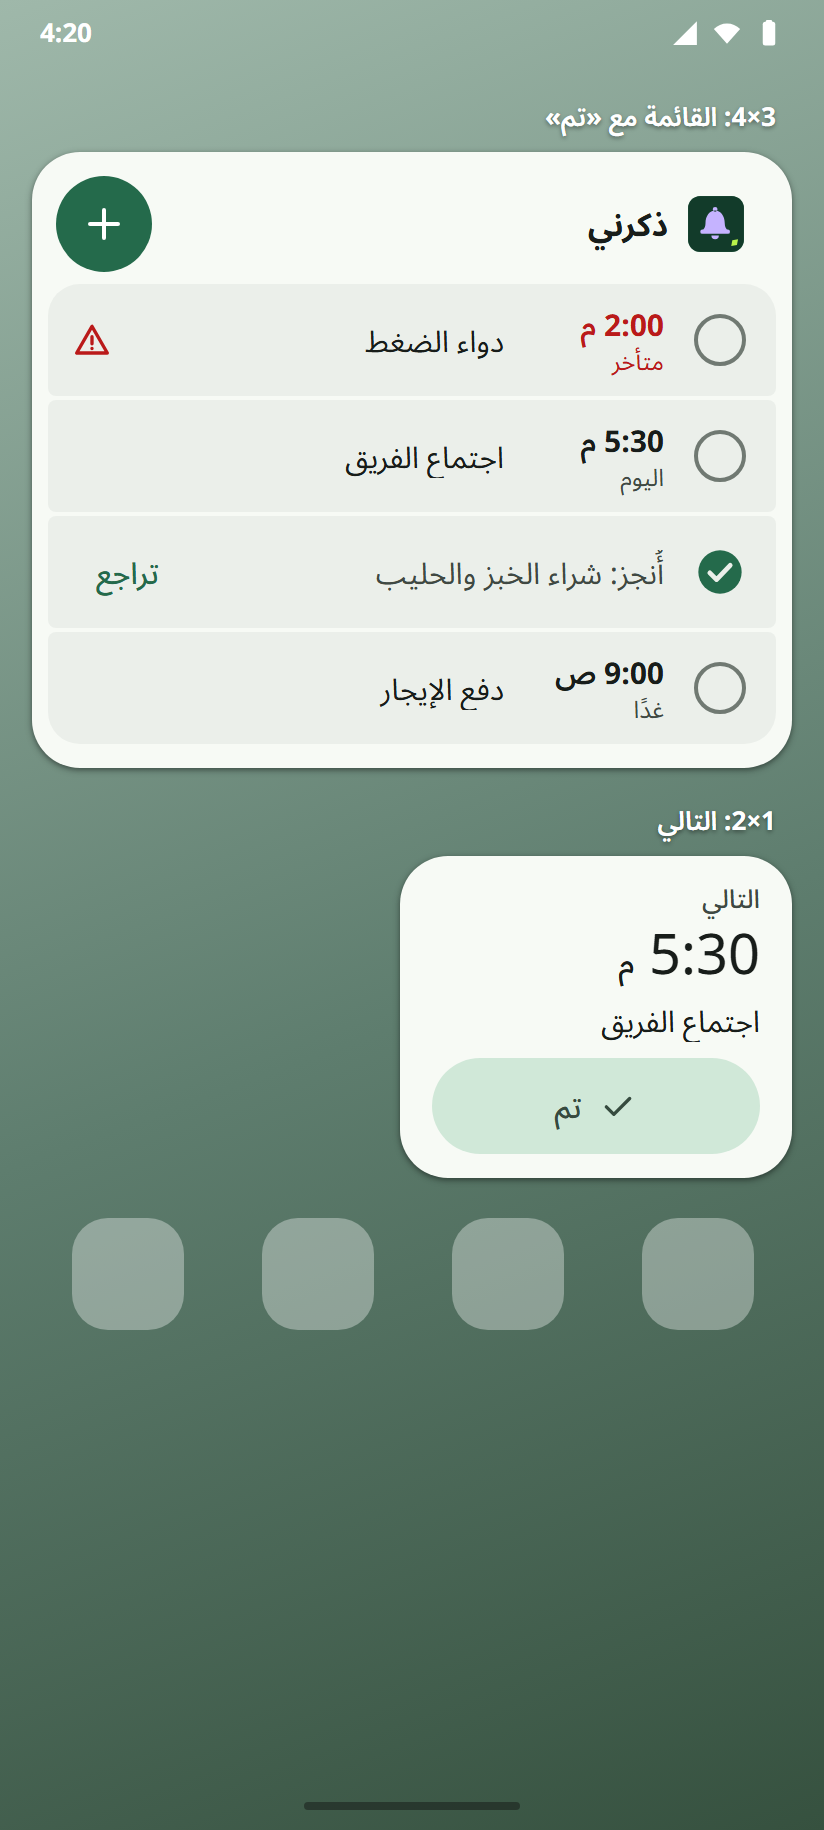 4:20
4×3: القائمة مع «تم»
ذكرني
2:00 م
متأخر
دواء الضغط
5:30 م
اليوم
اجتماع الفريق
أُنجز: شراء الخبز والحليب
تراجع
9:00 ص
غدًا
دفع الإيجار
2×1: التالي
التالي
5:30 م
اجتماع الفريق
تم